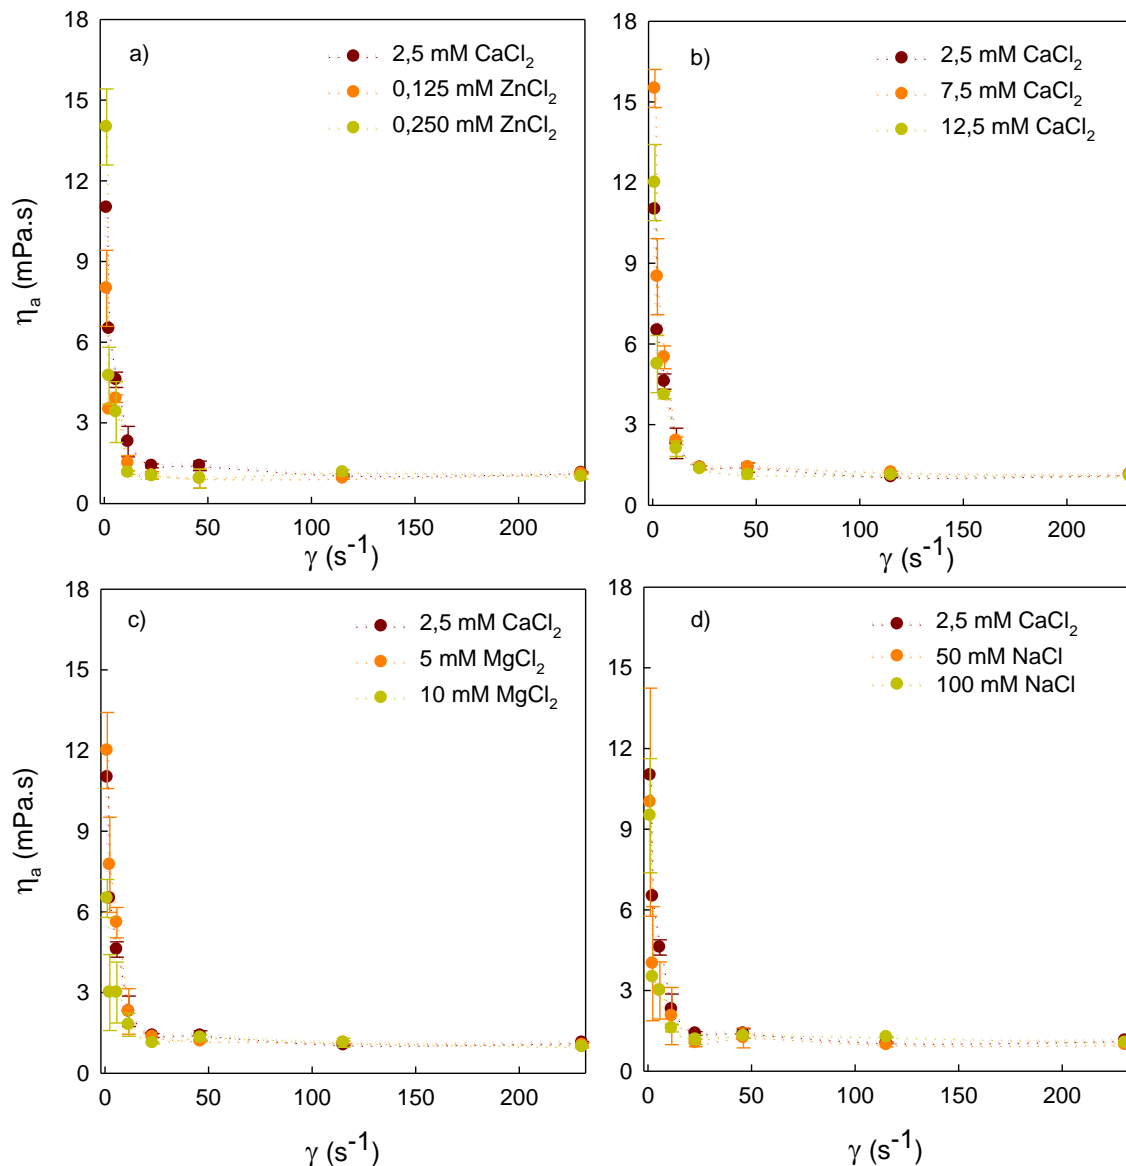 a)
2,5 mM CaCl₂
0,125 mM ZnCl₂
0,250 mM ZnCl₂
18
15
12
9
6
3
0
0 50 100 150 200
ηₐ (mPa.s)
γ (s⁻¹)
b)
2,5 mM CaCl₂
7,5 mM CaCl₂
12,5 mM CaCl₂
18
15
12
9
6
3
0
0 50 100 150 200
γ (s⁻¹)
c)
2,5 mM CaCl₂
5 mM MgCl₂
10 mM MgCl₂
18
15
12
9
6
3
0
0 50 100 150 200
ηₐ (mPa.s)
γ (s⁻¹)
d)
2,5 mM CaCl₂
50 mM NaCl
100 mM NaCl
18
15
12
9
6
3
0
0 50 100 150 200
γ (s⁻¹)